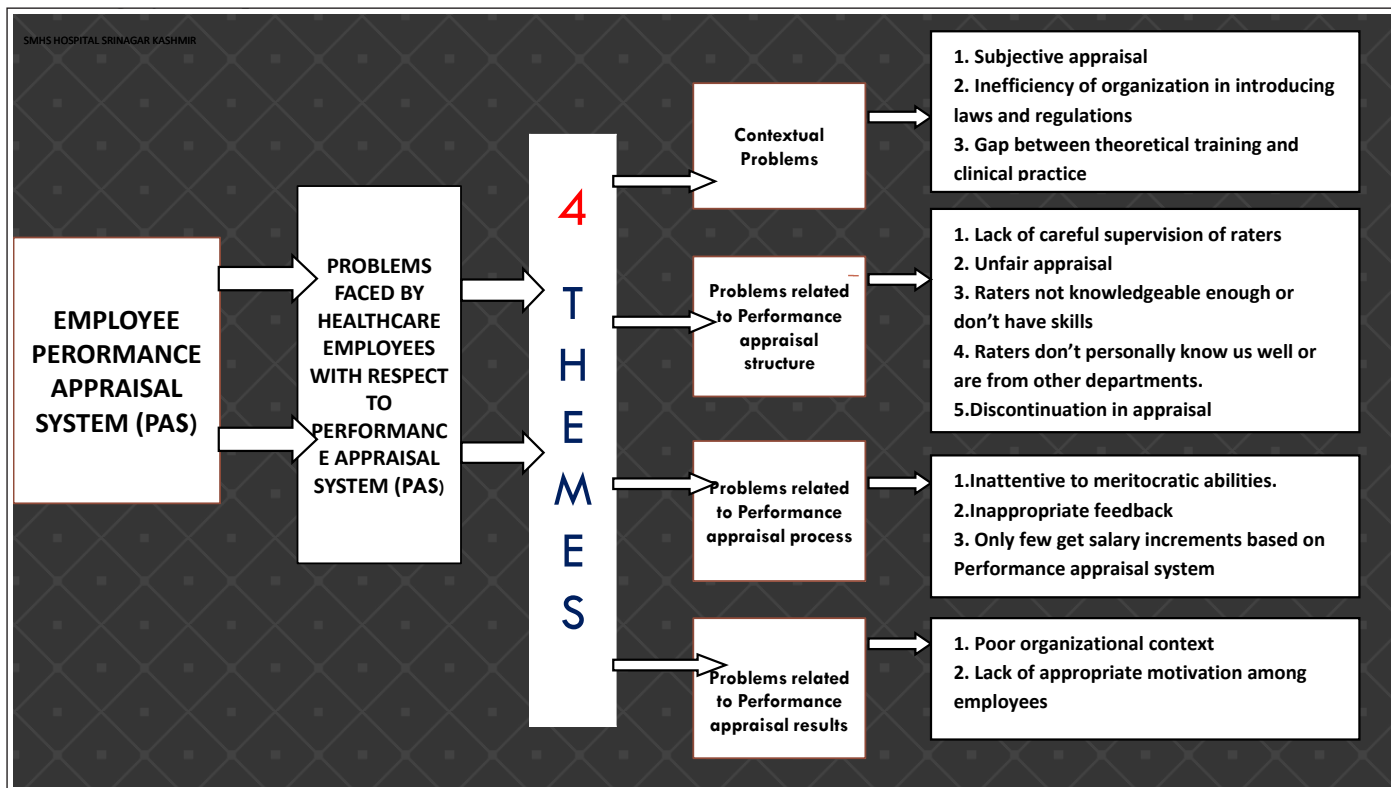 SMHS HOSPITAL SRINAGAR KASHMIR
EMPLOYEE
PERORMANCE
APPRAISAL
SYSTEM (PAS)
PROBLEMS
FACED BY
HEALTHCARE
EMPLOYEES
WITH RESPECT
TO
PERFORMANC
E APPRAISAL
SYSTEM (PAS)
4
T
H
E
M
E
S
Contextual
Problems
1. Subjective appraisal
2. Inefficiency of organization in introducing
laws and regulations
3. Gap between theoretical training and
clinical practice
Problems related
to Performance
appraisal
structure
1. Lack of careful supervision of raters
2. Unfair appraisal
3. Raters not knowledgeable enough or
don’t have skills
4. Raters don’t personally know us well or
are from other departments.
5.Discontinuation in appraisal
Problems related
to Performance
appraisal process
1.Inattentive to meritocratic abilities.
2.Inappropriate feedback
3. Only few get salary increments based on
Performance appraisal system
Problems related
to Performance
appraisal results
1. Poor organizational context
2. Lack of appropriate motivation among
employees